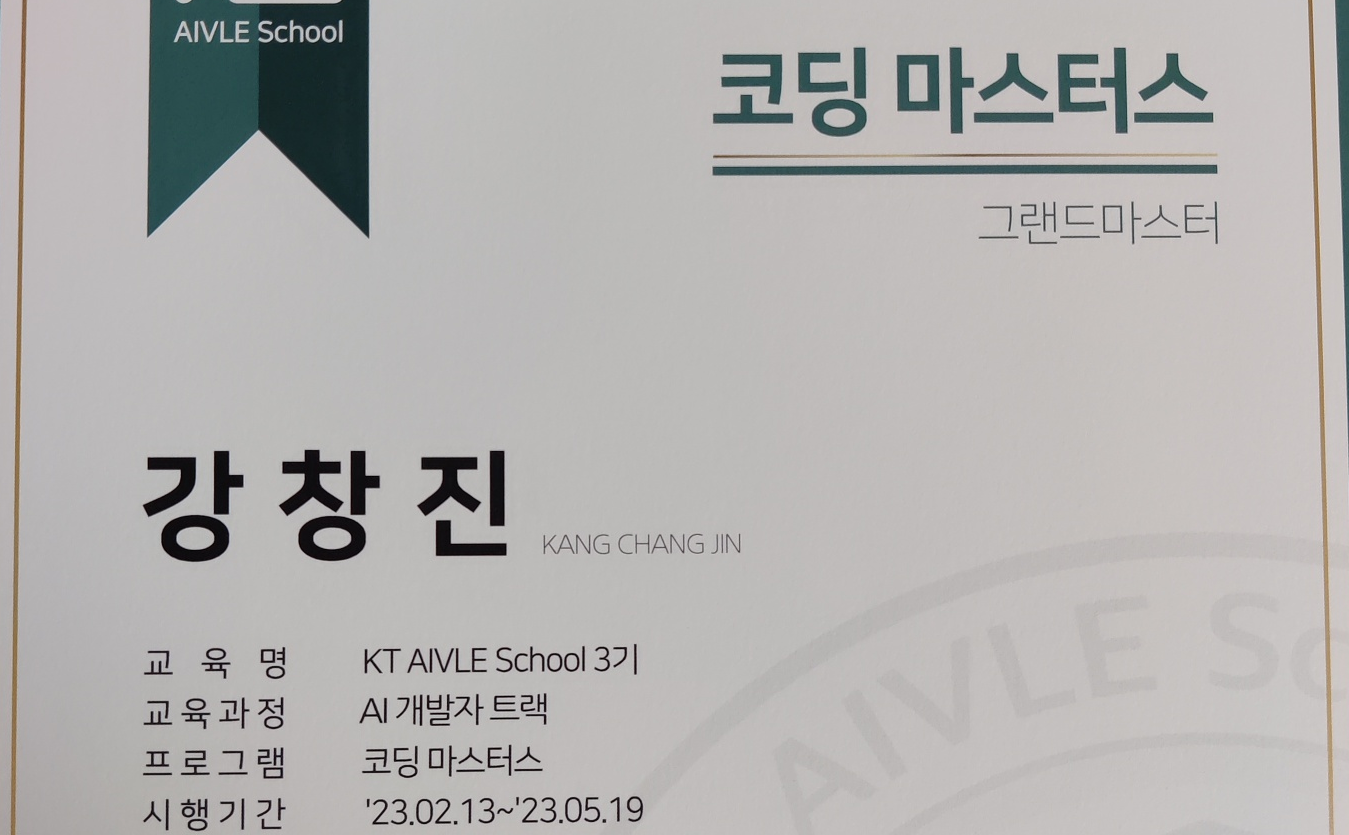 AIVLE School
코딩 마스터스
그랜드마스터
강창진 KANG CHANG JIN
교육명 KT AIVLE School 3기
교육과정 AI 개발자 트랙
프로그램 코딩 마스터스
시행기간 '23.02.13~'23.05.19
AIVLE Sc